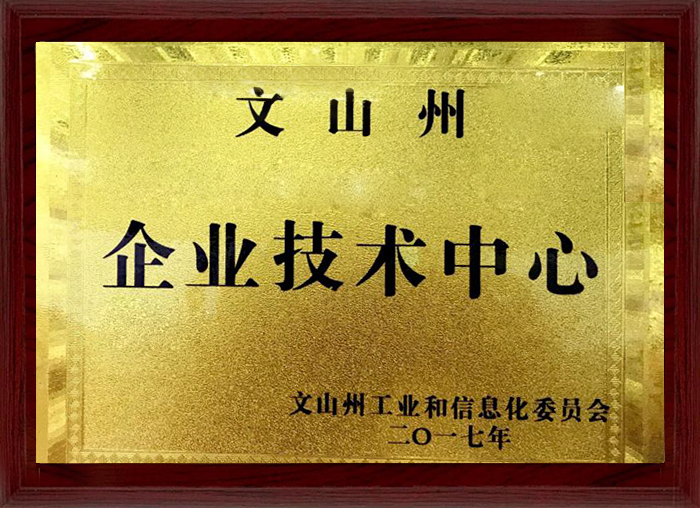 文山州
企业技术中心
文山州工业和信息化委员会
二〇一七年